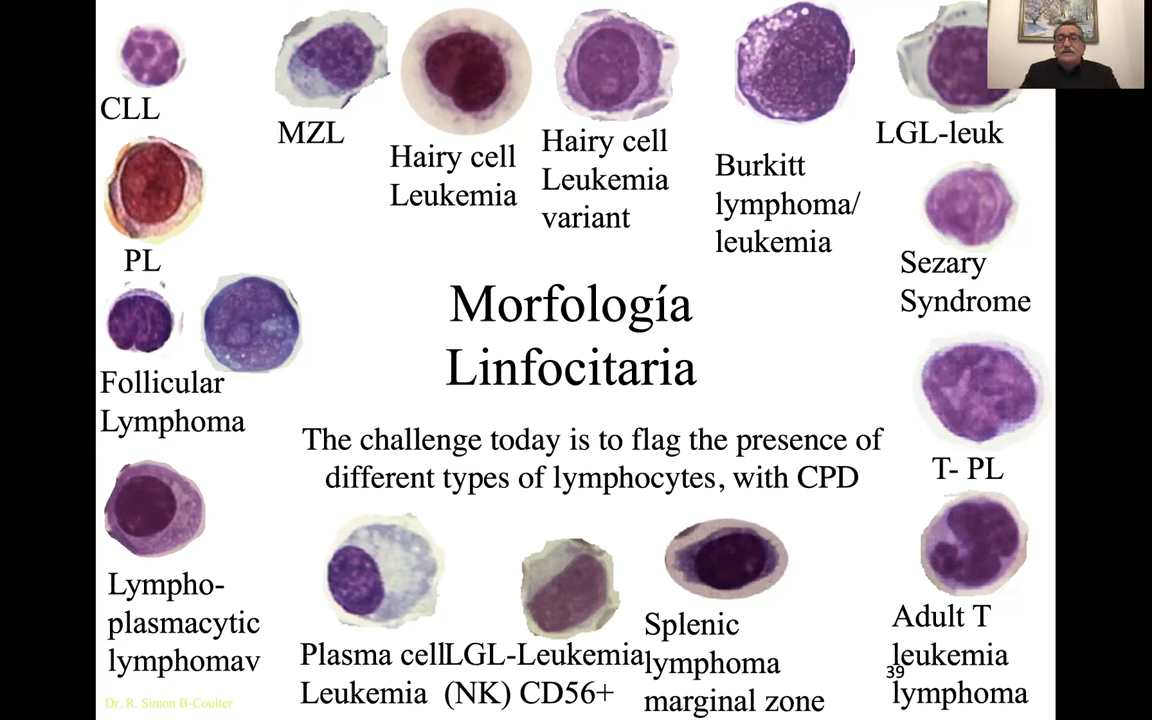 CLL
MZL
Hairy cell
Leukemia
Hairy cell
Leukemia
variant
Burkitt
lymphoma/
leukemia
LGL-leuk
PL
Sezary
Syndrome
Morfología
Linfocitaria
Follicular
Lymphoma
The challenge today is to flag the presence of
different types of lymphocytes, with CPD
T- PL
Lympho-
plasmacytic
lymphomav
Plasma cell
Leukemia
LGL-Leukemia
(NK) CD56+
Splenic
lymphoma
marginal zone
Adult T
leukemia
lymphoma
39
Dr. R. Simon B-Coulter